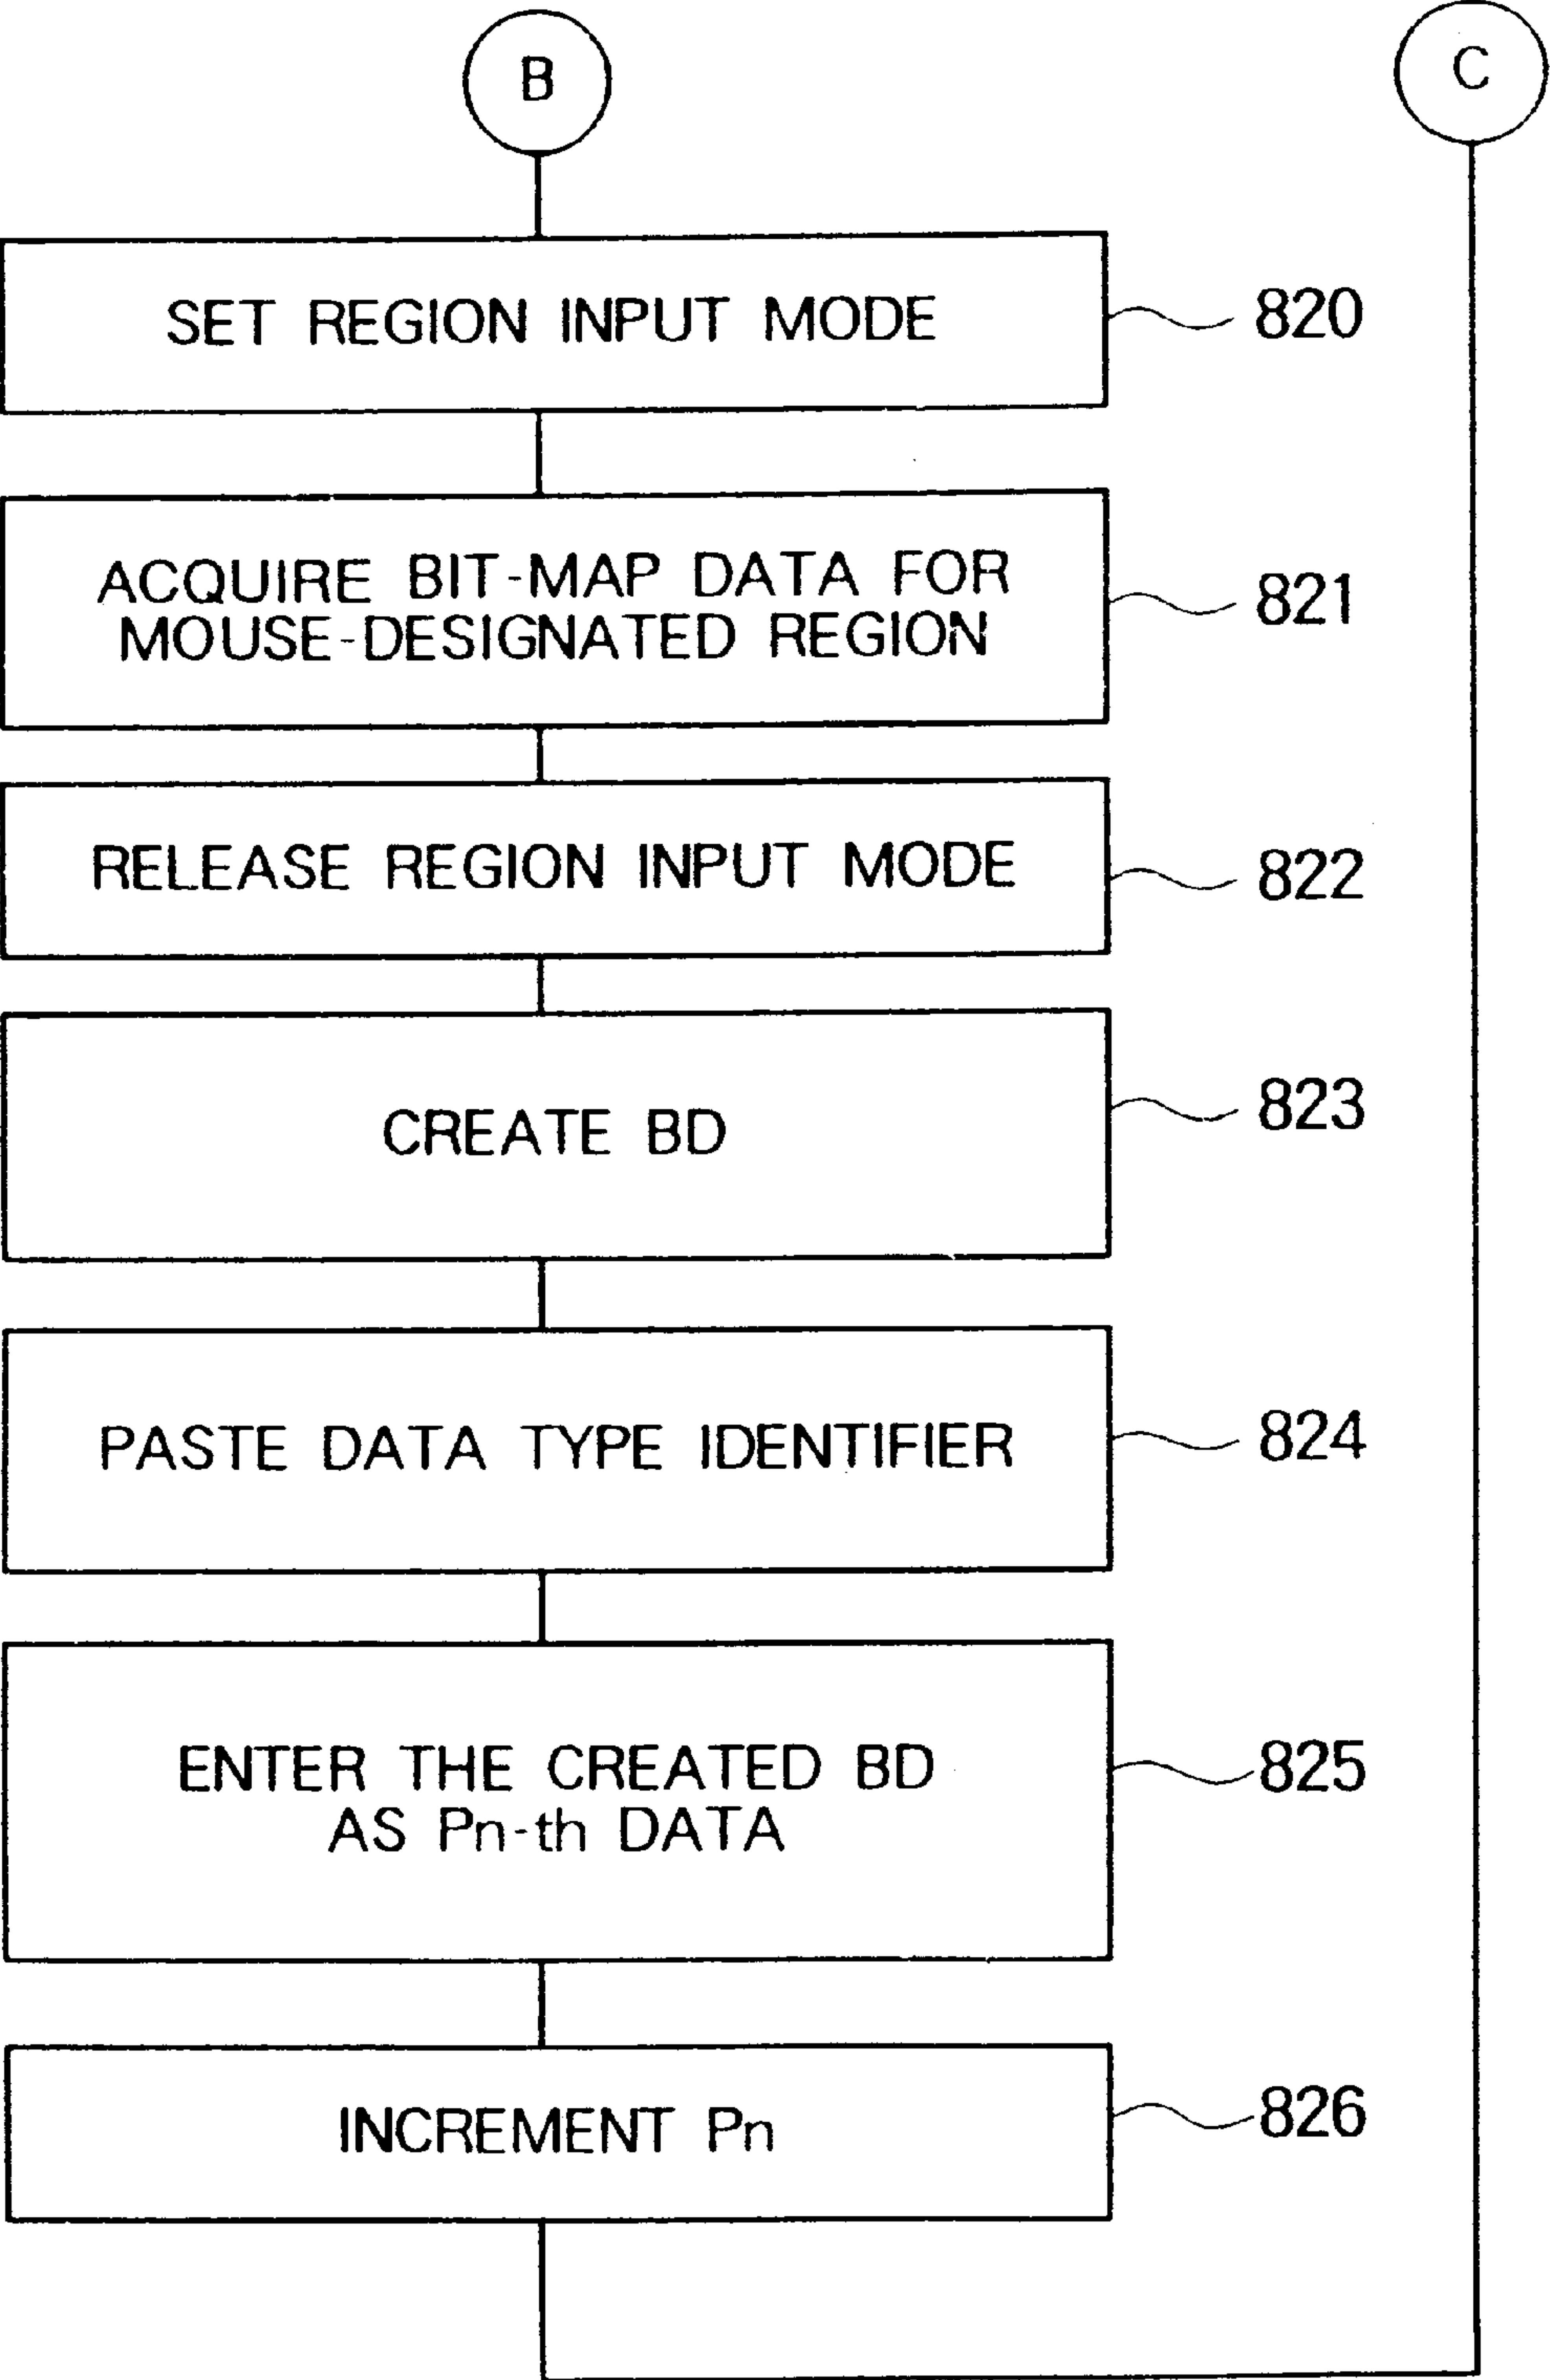 B
C
SET REGION INPUT MODE
820
ACQUIRE BIT-MAP DATA FOR
MOUSE-DESIGNATED REGION
821
RELEASE REGION INPUT MODE
822
CREATE BD
823
PASTE DATA TYPE IDENTIFIER
824
ENTER THE CREATED BD
AS Pn-th DATA
825
INCREMENT Pn
826